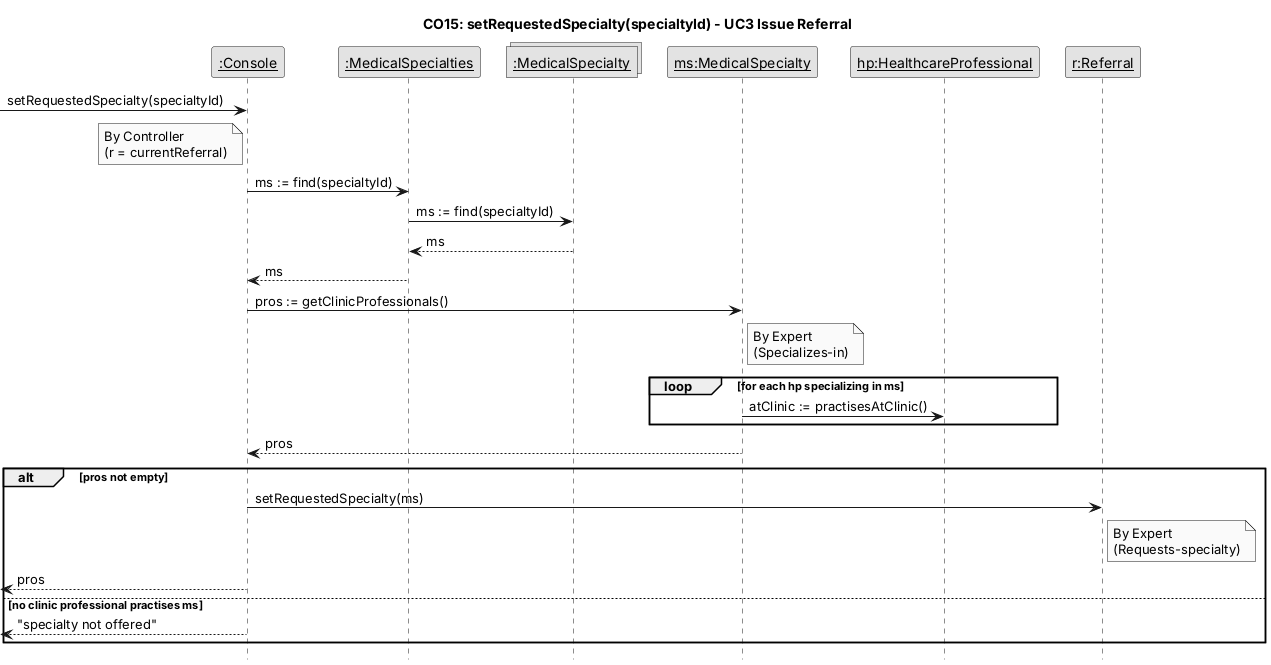 CO15: setRequestedSpecialty(specialtyId) - UC3 Issue Referral
:Console
:MedicalSpecialties
:MedicalSpecialty
ms:MedicalSpecialty
hp:HealthcareProfessional
r:Referral
setRequestedSpecialty(specialtyId)
By Controller
(r = currentReferral)
ms := find(specialtyId)
ms := find(specialtyId)
ms
ms
pros := getClinicProfessionals()
By Expert
(Specializes-in)
loop
[for each hp specializing in ms]
atClinic := practisesAtClinic()
pros
alt
[pros not empty]
setRequestedSpecialty(ms)
By Expert
(Requests-specialty)
pros
[no clinic professional practises ms]
"specialty not offered"